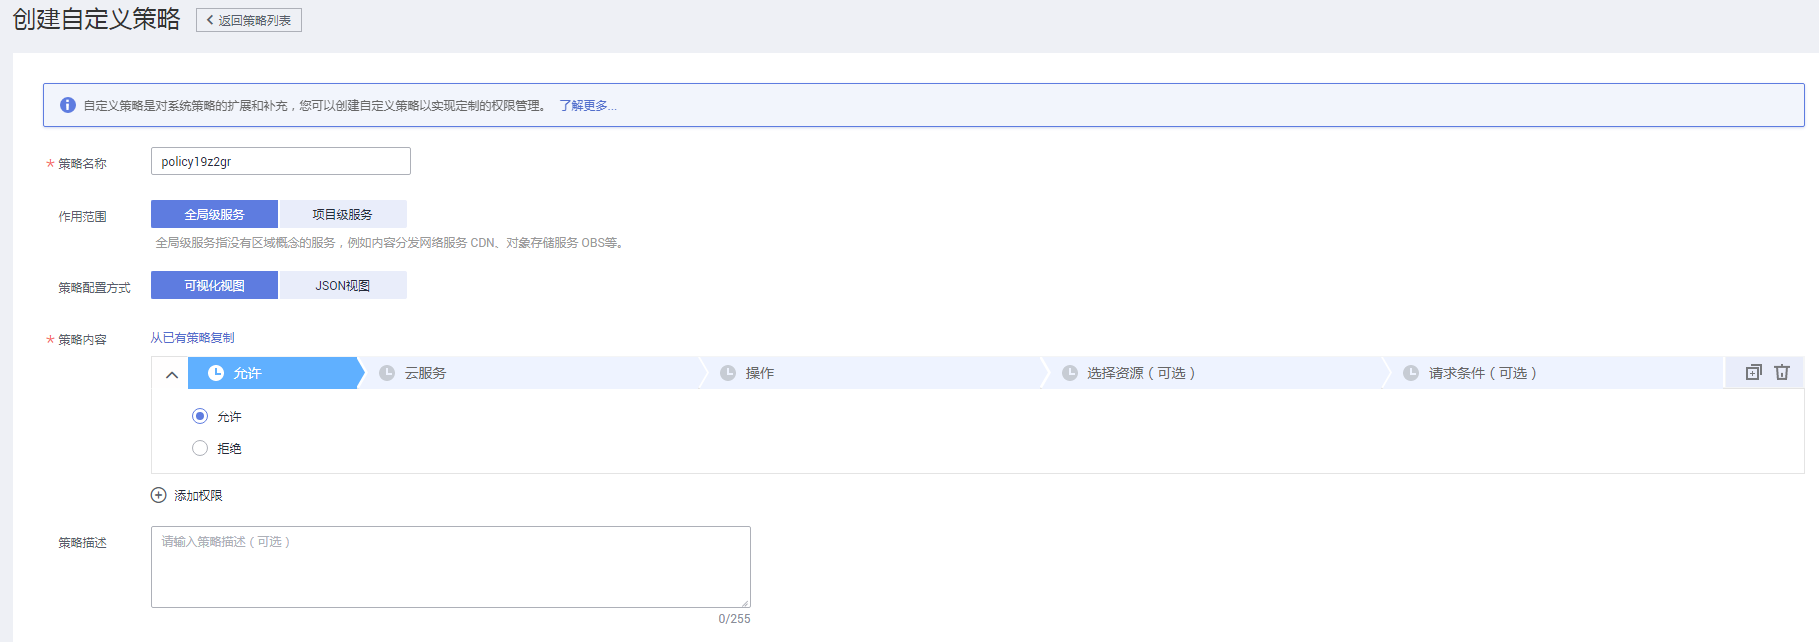 创建自定义策略
返回策略列表
自定义策略是对系统策略的扩展和补充，您可以创建自定义策略以实现定制的权限管理。 了解更多...
* 策略名称 policy19z2gr
作用范围 全局级服务 项目级服务
全局级服务指没有区域概念的服务，例如内容分发网络服务 CDN、对象存储服务 OBS等。
策略配置方式 可视化视图 JSON视图
* 策略内容 从已有策略复制
允许 云服务 操作 选择资源（可选） 请求条件（可选）
允许
拒绝
添加权限
策略描述 请输入策略描述（可选）
0/255